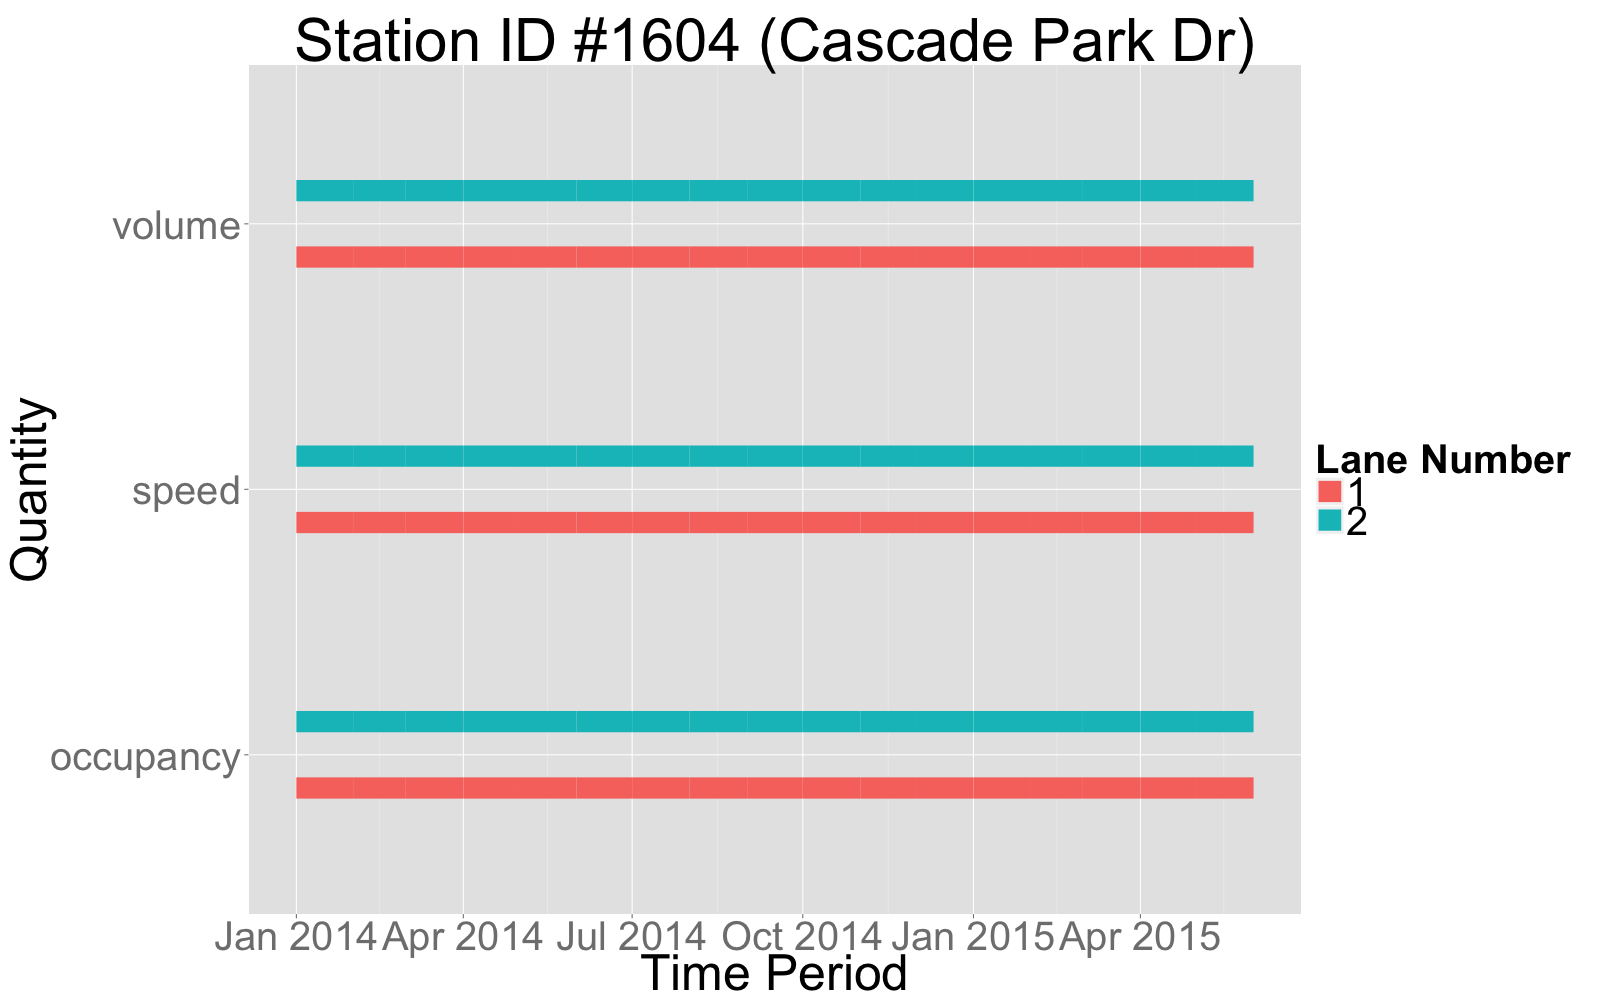 Station ID #1604 (Cascade Park Dr)
Quantity
volume
speed
occupancy
Jan 2014 Apr 2014 Jul 2014 Oct 2014 Jan 2015 Apr 2015
Time Period
Lane Number
1
2